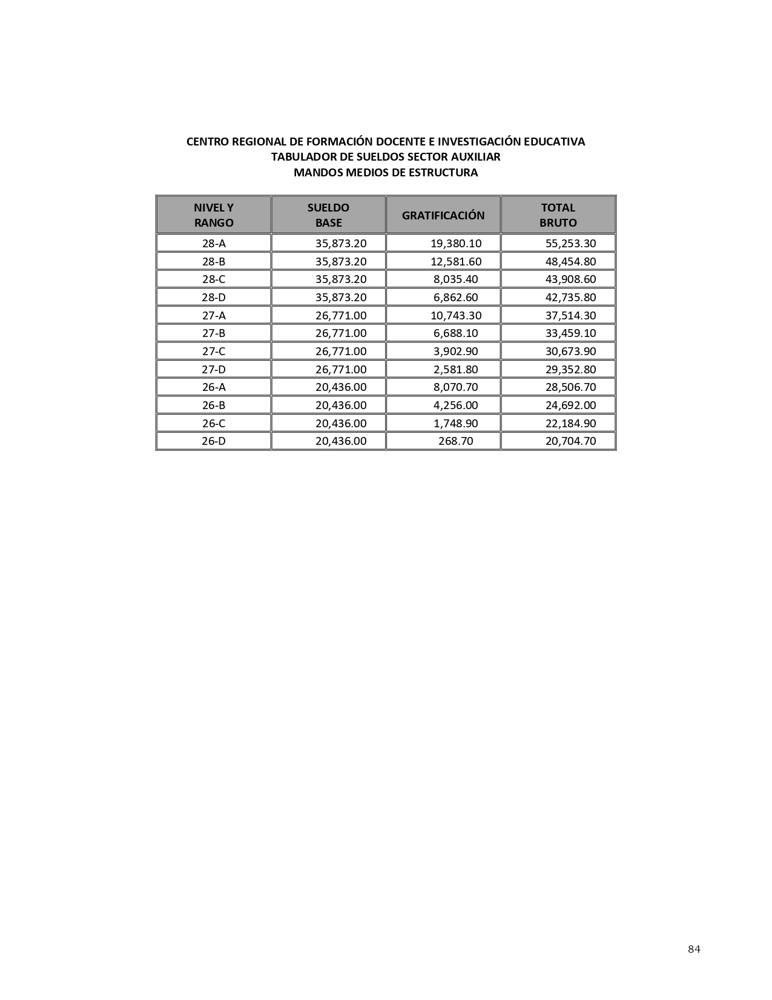 CENTRO REGIONAL DE FORMACIÓN DOCENTE E INVESTIGACIÓN EDUCATIVA
TABULADOR DE SUELDOS SECTOR AUXILIAR
MANDOS MEDIOS DE ESTRUCTURA
NIVEL Y RANGO SUELDO BASE GRATIFICACIÓN TOTAL BRUTO
28-A 35,873.20 19,380.10 55,253.30
28-B 35,873.20 12,581.60 48,454.80
28-C 35,873.20 8,035.40 43,908.60
28-D 35,873.20 6,862.60 42,735.80
27-A 26,771.00 10,743.30 37,514.30
27-B 26,771.00 6,688.10 33,459.10
27-C 26,771.00 3,902.90 30,673.90
27-D 26,771.00 2,581.80 29,352.80
26-A 20,436.00 8,070.70 28,506.70
26-B 20,436.00 4,256.00 24,692.00
26-C 20,436.00 1,748.90 22,184.90
26-D 20,436.00 268.70 20,704.70
84